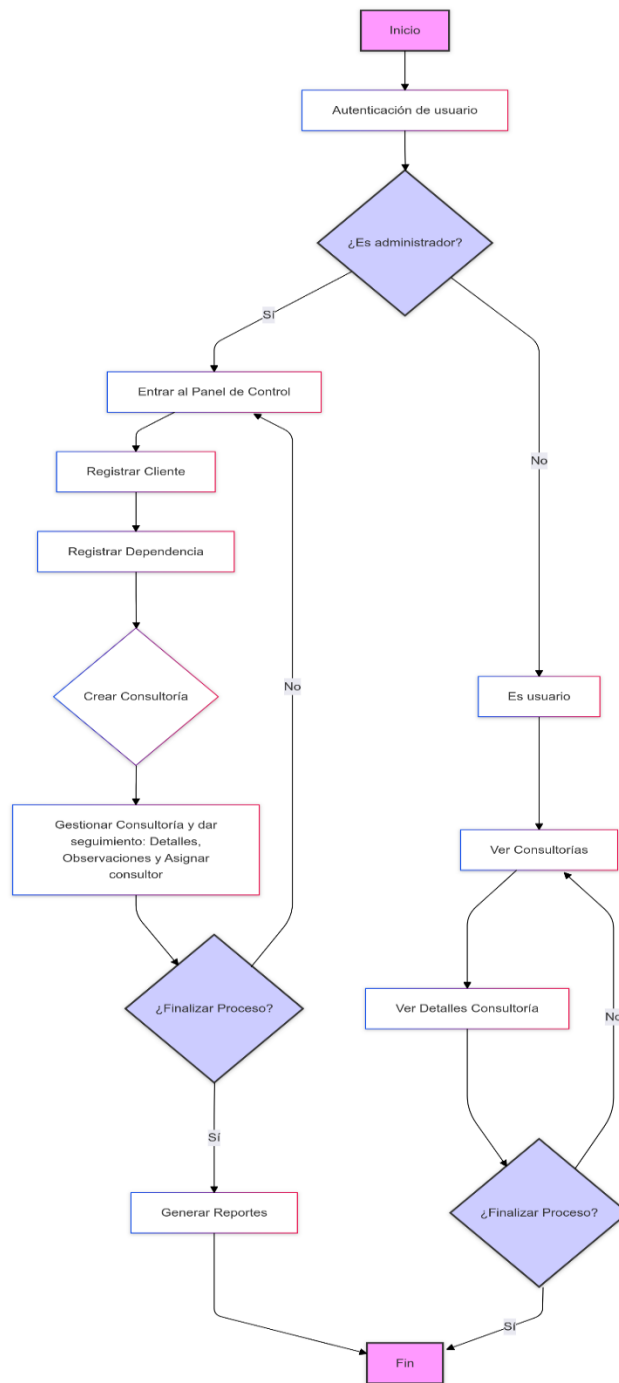 Inicio
Autenticación de usuario
¿Es administrador?
Sí
Entrar al Panel de Control
Registrar Cliente
No
Registrar Dependencia
Crear Consultoría
No
Es usuario
Gestionar Consultoría y dar
seguimiento: Detalles,
Observaciones y Asignar
consultor
Ver Consultorías
¿Finalizar Proceso?
Ver Detalles Consultoría
No
Sí
Generar Reportes
¿Finalizar Proceso?
Sí
Fin